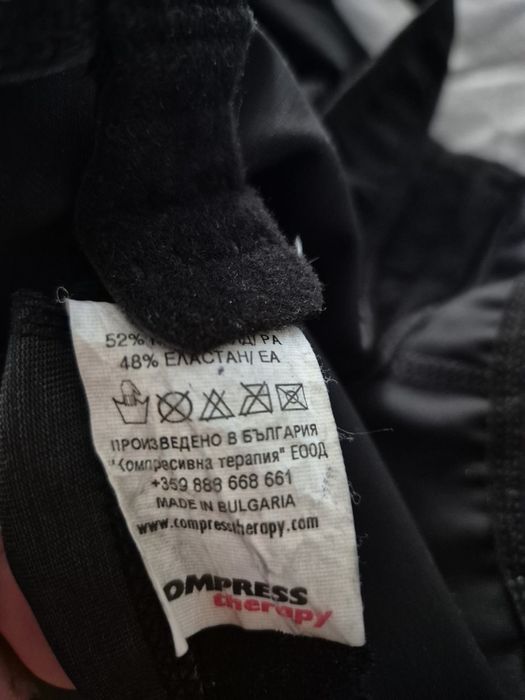 52% /PA
48% ЕЛАСТАН/ EA
ПРОИЗВЕДЕНО В БЪЛГАРИЯ
"Компресивна терапия" ЕООД
+359 888 668 661
MADE IN BULGARIA
www.compresstherapy.com
OMPRESS
therapy